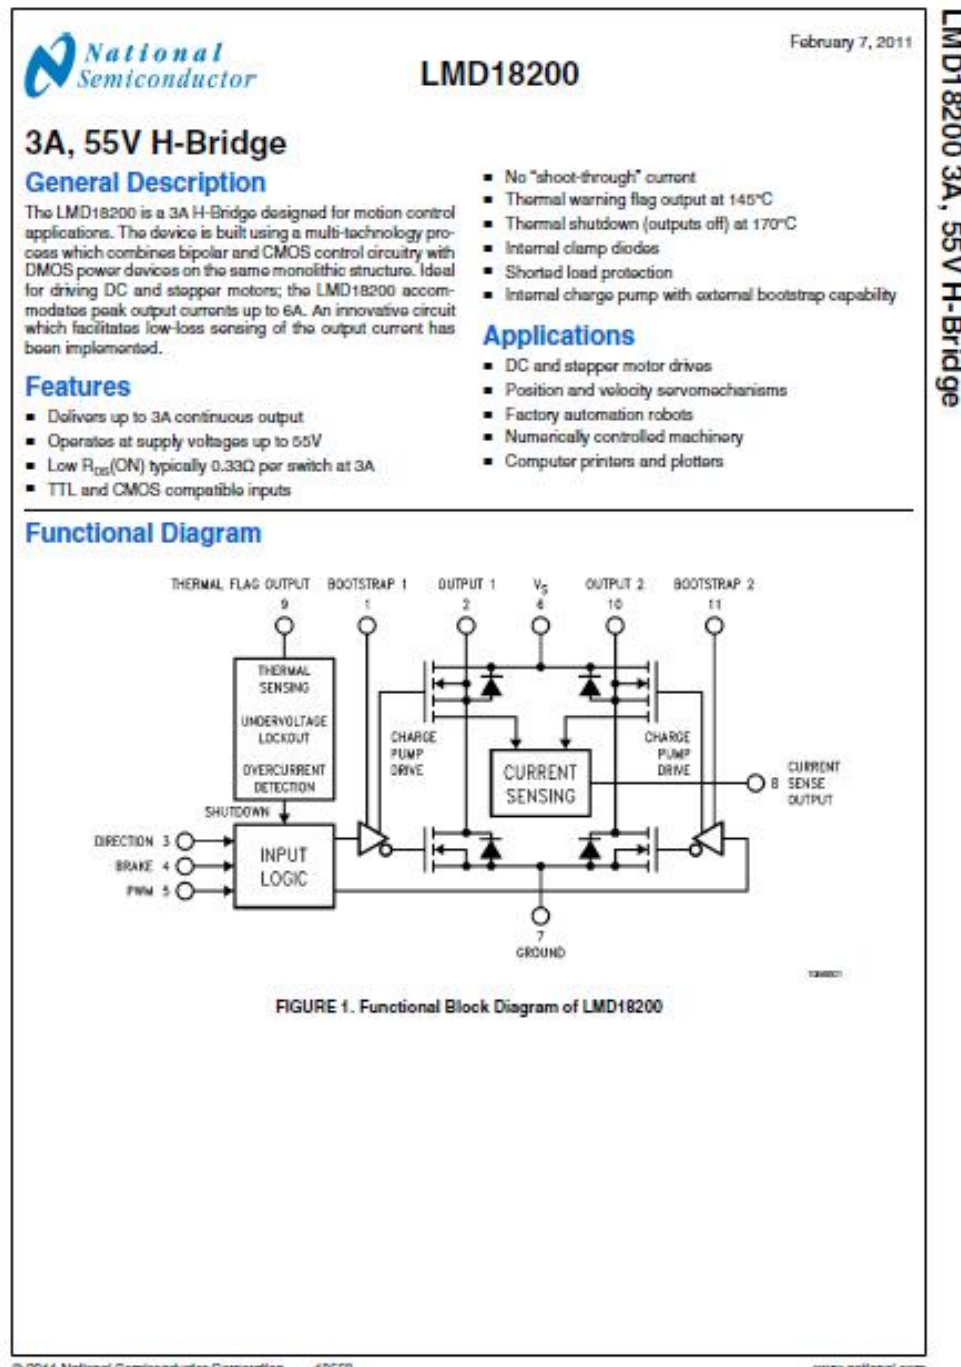 February 7, 2011
National
Semiconductor
LMD18200
LMD18200 3A, 55V H-Bridge
3A, 55V H-Bridge
General Description
The LMD18200 is a 3A H-Bridge designed for motion control
applications. The device is built using a multi-technology pro-
cess which combines bipolar and CMOS control circuitry with
DMOS power devices on the same monolithic structure. Ideal
for driving DC and stepper motors; the LMD18200 accom-
modates peak output currents up to 6A. An innovative circuit
which facilitates low-loss sensing of the output current has
been implemented.
Features
■ Delivers up to 3A continuous output
■ Operates at supply voltages up to 55V
■ Low RDS(ON) typically 0.33Ω per switch at 3A
■ TTL and CMOS compatible inputs
■ No "shoot-through" current
■ Thermal warning flag output at 145°C
■ Thermal shutdown (outputs off) at 170°C
■ Internal clamp diodes
■ Shorted load protection
■ Internal charge pump with external bootstrap capability
Applications
■ DC and stepper motor drives
■ Position and velocity servomechanisms
■ Factory automation robots
■ Numerically controlled machinery
■ Computer printers and plotters
Functional Diagram
THERMAL FLAG OUTPUT BOOTSTRAP 1 OUTPUT 1 VS OUTPUT 2 BOOTSTRAP 2
9 1 2 6 10 11
THERMAL
SENSING
UNDERVOLTAGE
LOCKOUT
OVERCURRENT
DETECTION
CHARGE
PUMP
DRIVE
CURRENT
SENSING
CHARGE
PUMP
DRIVE
8 CURRENT
SENSE
OUTPUT
SHUTDOWN
DIRECTION 3
BRAKE 4
PWM 5
INPUT
LOGIC
7
GROUND
FIGURE 1. Functional Block Diagram of LMD18200
© 2011 National Semiconductor Corporation
www.national.com